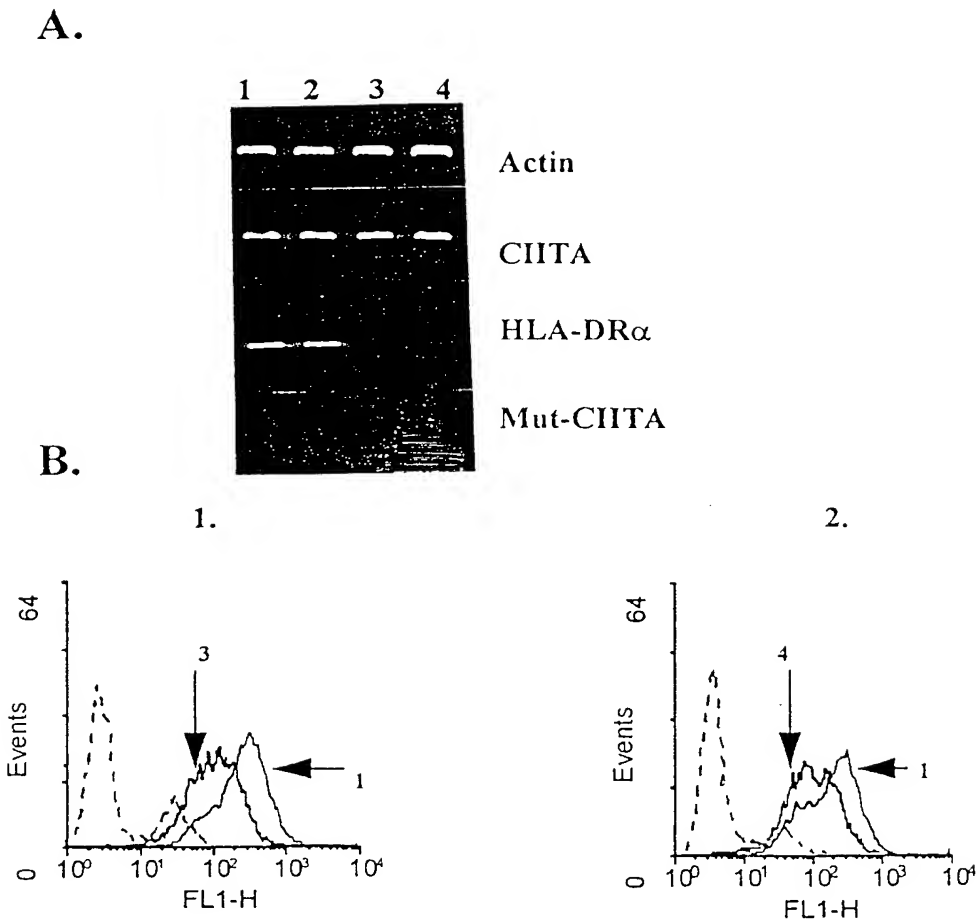 A.
1 2 3 4
Actin
CIITA
HLA-DRα
Mut-CIITA
B.
1.
64
Events
0
3
1
10⁰ 10¹ 10² 10³ 10⁴
FL1-H
2.
64
Events
0
4
1
10⁰ 10¹ 10² 10³ 10⁴
FL1-H